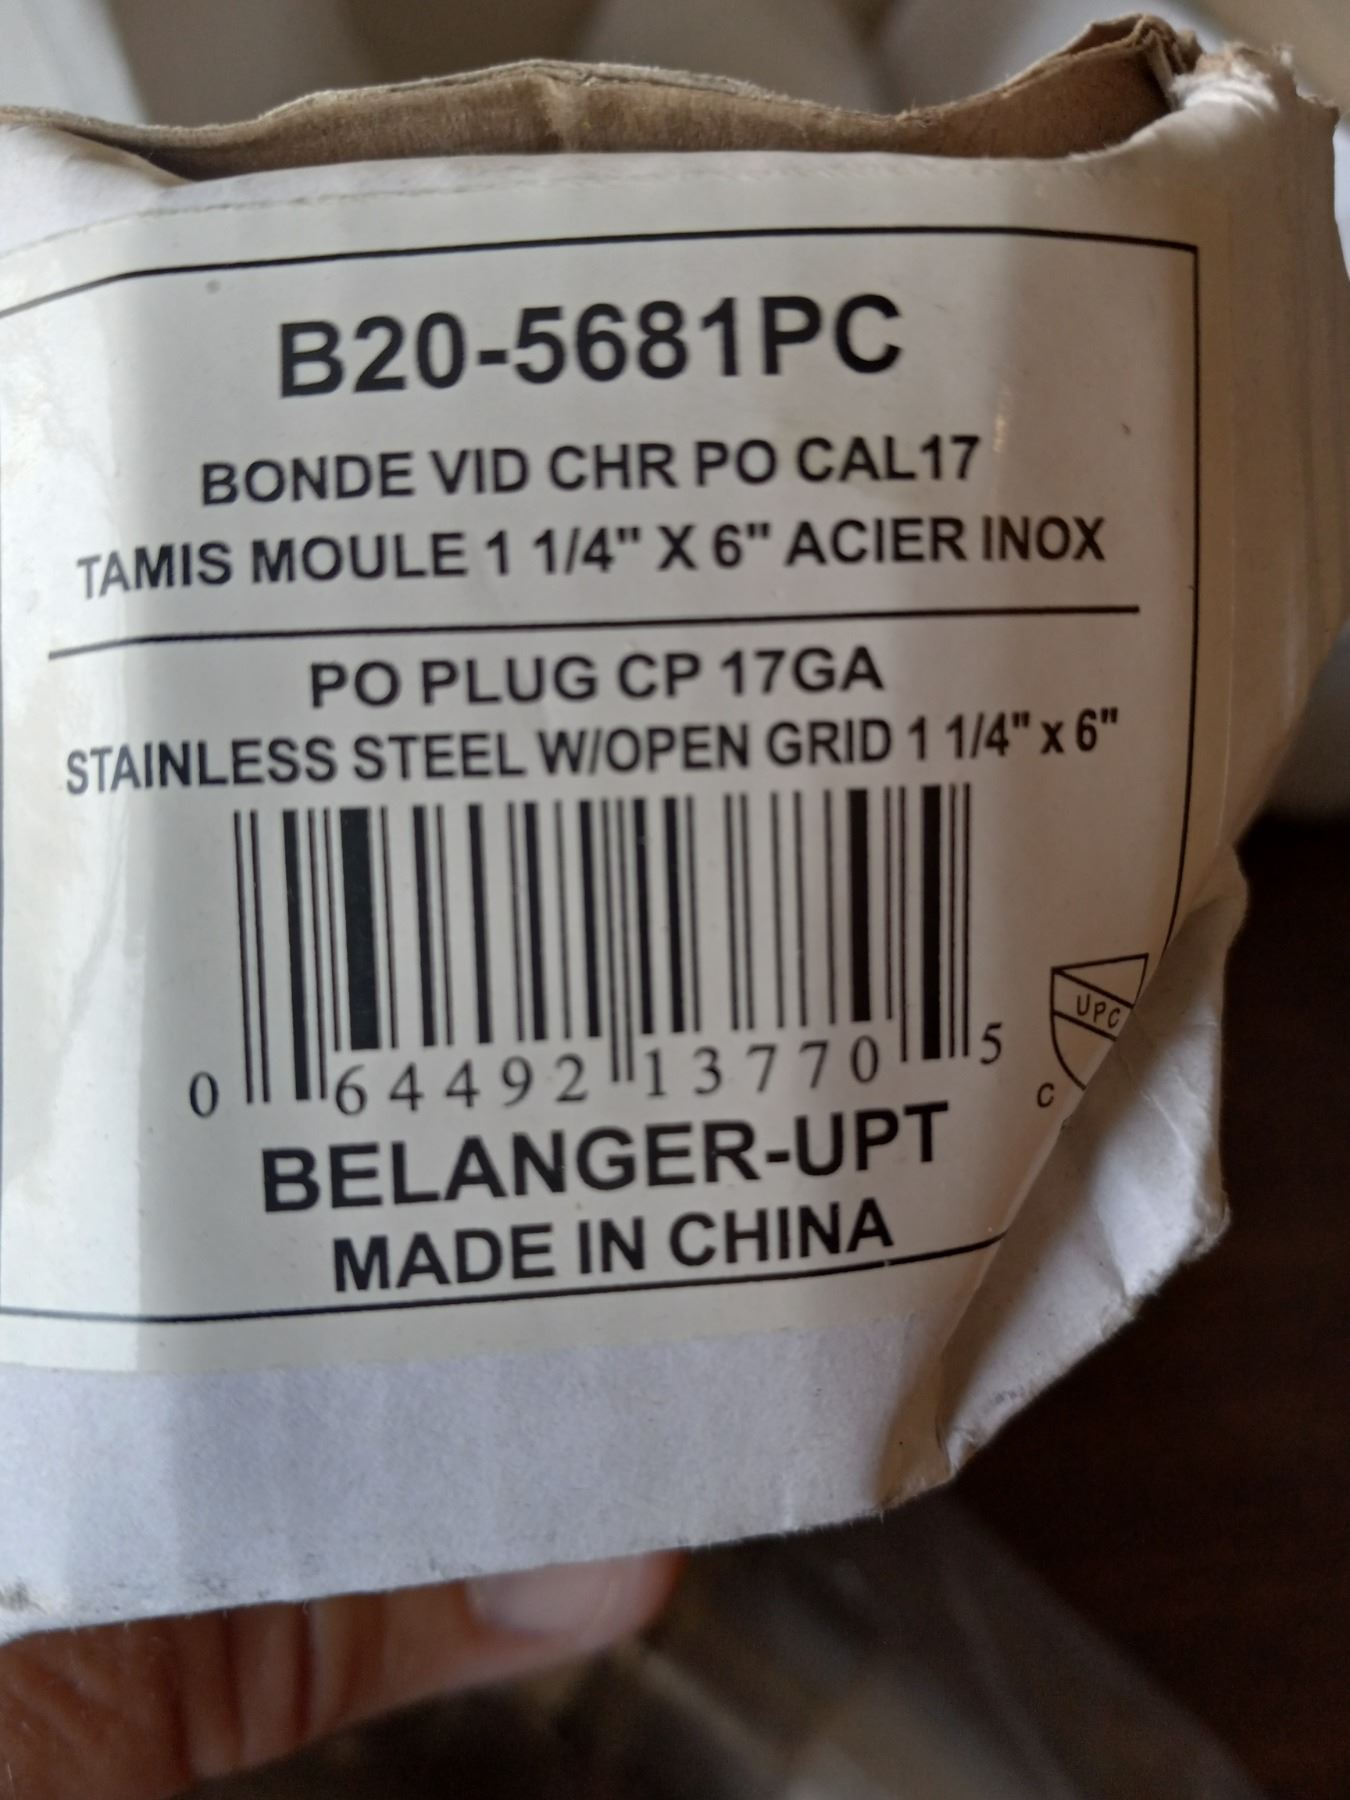 B20-5681PC
BONDE VID CHR PO CAL17
TAMIS MOULE 1 1/4" X 6" ACIER INOX
PO PLUG CP 17GA
STAINLESS STEEL W/OPEN GRID 1 1/4" x 6"
0 64492 13770 5
UPC
C
BELANGER-UPT
MADE IN CHINA